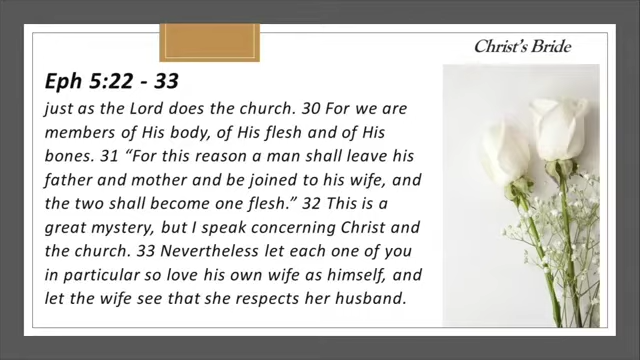 Christ's Bride
Eph 5:22 - 33
just as the Lord does the church. 30 For we are
members of His body, of His flesh and of His
bones. 31 “For this reason a man shall leave his
father and mother and be joined to his wife, and
the two shall become one flesh.” 32 This is a
great mystery, but I speak concerning Christ and
the church. 33 Nevertheless let each one of you
in particular so love his own wife as himself, and
let the wife see that she respects her husband.